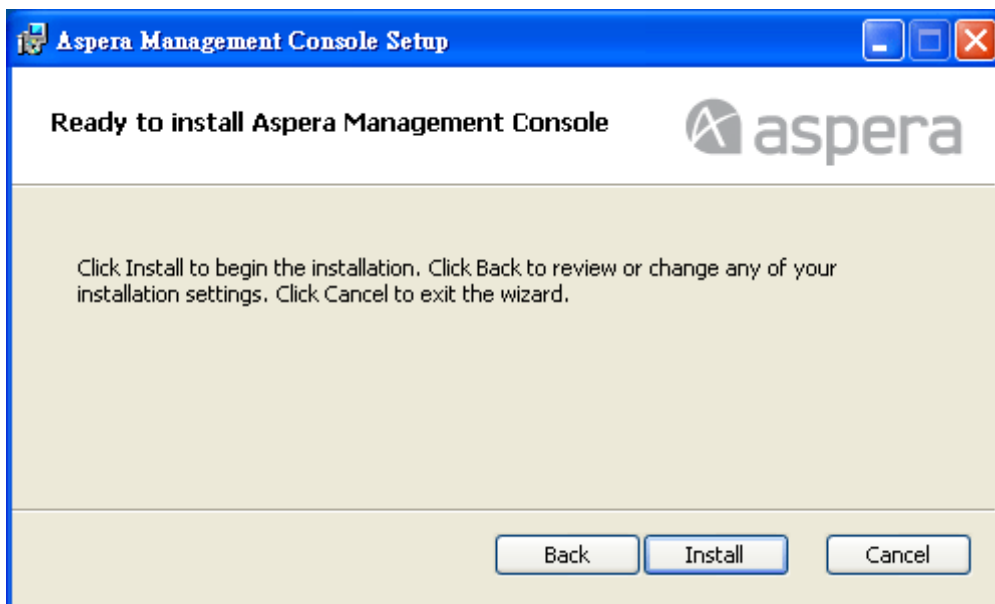 Aspera Management Console Setup
Ready to install Aspera Management Console
aspera
Click Install to begin the installation. Click Back to review or change any of your
installation settings. Click Cancel to exit the wizard.
Back
Install
Cancel